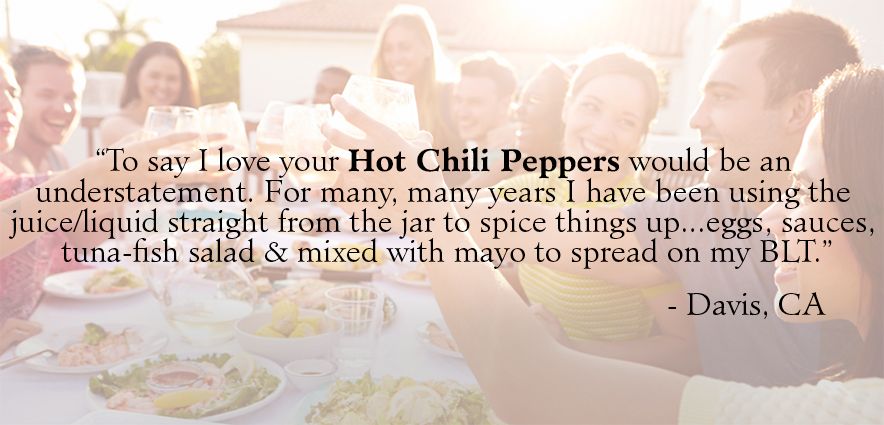 “To say I love your Hot Chili Peppers would be an
understatement. For many, many years I have been using the
juice/liquid straight from the jar to spice things up...eggs, sauces,
tuna-fish salad & mixed with mayo to spread on my BLT.”
- Davis, CA